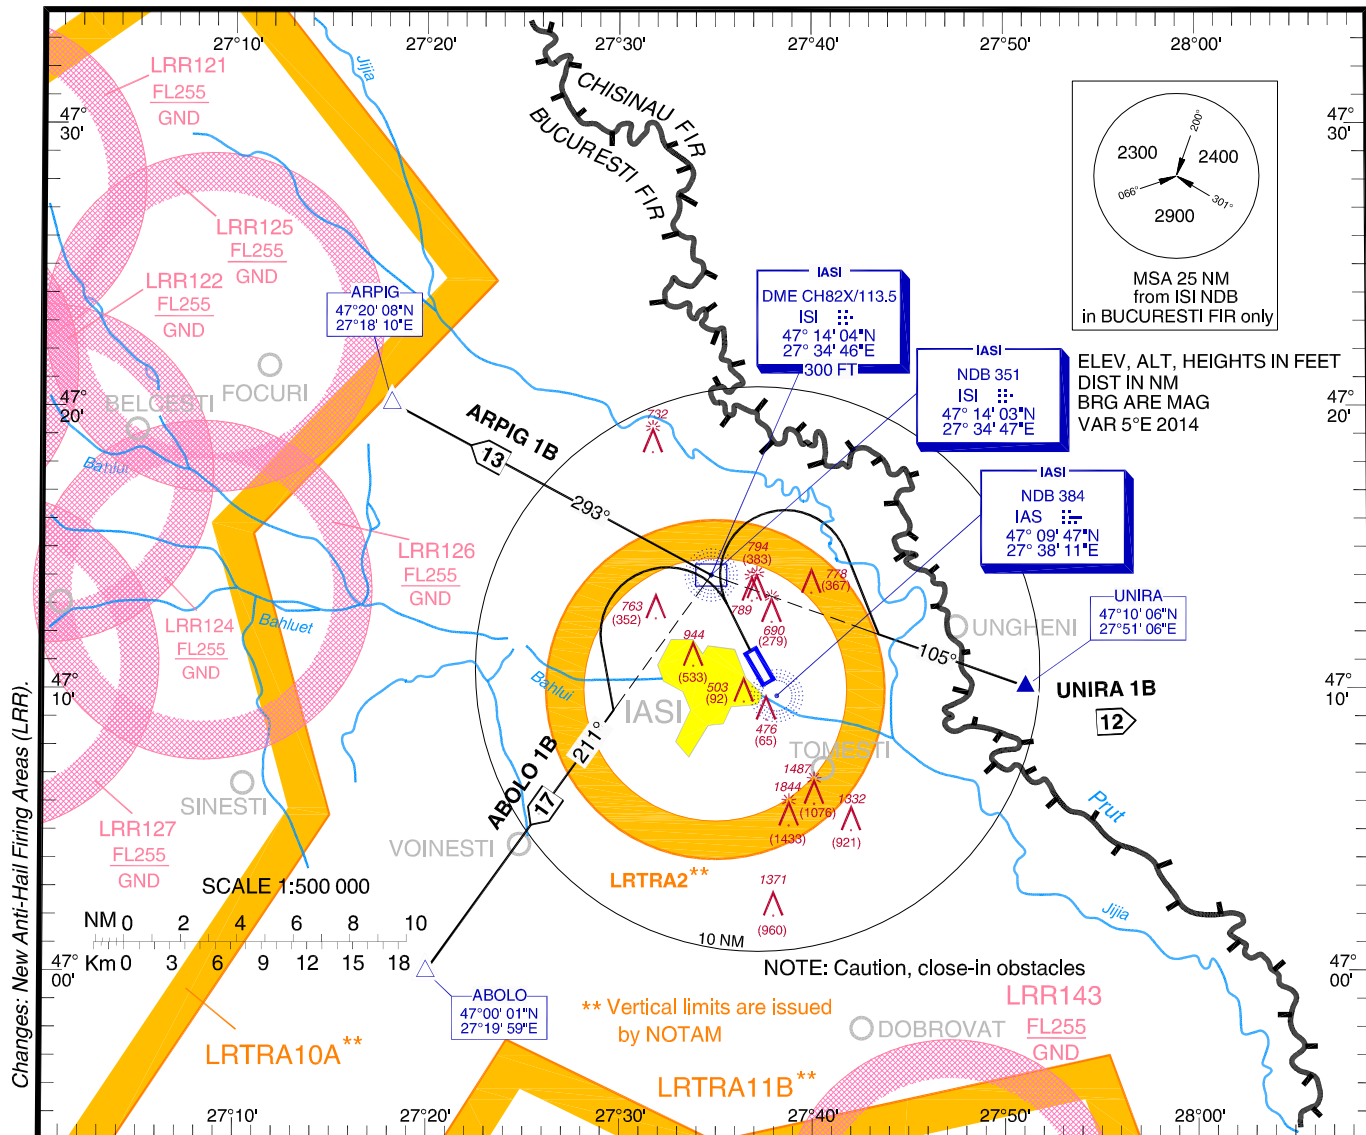 27°10'
27°20'
27°30'
27°40'
27°50'
28°00'
47°
30'
47°
20'
47°
10'
47°
00'
47°
30'
47°
20'
47°
10'
47°
00'
27°10'
27°20'
27°30'
27°40'
27°50'
28°00'
LRR121
FL255
GND
LRR125
FL255
GND
LRR122
FL255
GND
FOCURI
BELCESTI
Bahlui
Jijia
ARPIG
47°20' 08"N
27°18' 10"E
CHISINAU FIR
BUCURESTI FIR
2300
2400
2900
200°
066°
301°
MSA 25 NM
from ISI NDB
in BUCURESTI FIR only
IASI
DME CH82X/113.5
ISI
47° 14' 04"N
27° 34' 46"E
300 FT
IASI
NDB 351
ISI
47° 14' 03"N
27° 34' 47"E
ELEV, ALT, HEIGHTS IN FEET
DIST IN NM
BRG ARE MAG
VAR 5°E 2014
IASI
NDB 384
IAS
47° 09' 47"N
27° 38' 11"E
UNIRA
47°10' 06"N
27°51' 06"E
UNGHENI
ARPIG 1B
13
293°
732
794
(383)
789
778
(367)
690
(279)
763
(352)
944
(533)
503
(92)
476
(65)
IASI
Bahlui
TOMESTI
105°
UNIRA 1B
12
1487
(1076)
1844
(1433)
1332
(921)
1371
(960)
LRR126
FL255
GND
LRR124
FL255
GND
Bahluet
SINESTI
LRR127
FL255
GND
ABOLO 1B
17
211°
VOINESTI
LRTRA2**
Prut
Jijia
10 NM
SCALE 1:500 000
NM 0 2 4 6 8 10
Km 0 3 6 9 12 15 18
ABOLO
47°00' 01"N
27°19' 59"E
NOTE: Caution, close-in obstacles
** Vertical limits are issued
by NOTAM
DOBROVAT
LRR143
FL255
GND
LRTRA10A**
LRTRA11B**
Changes: New Anti-Hail Firing Areas (LRR).